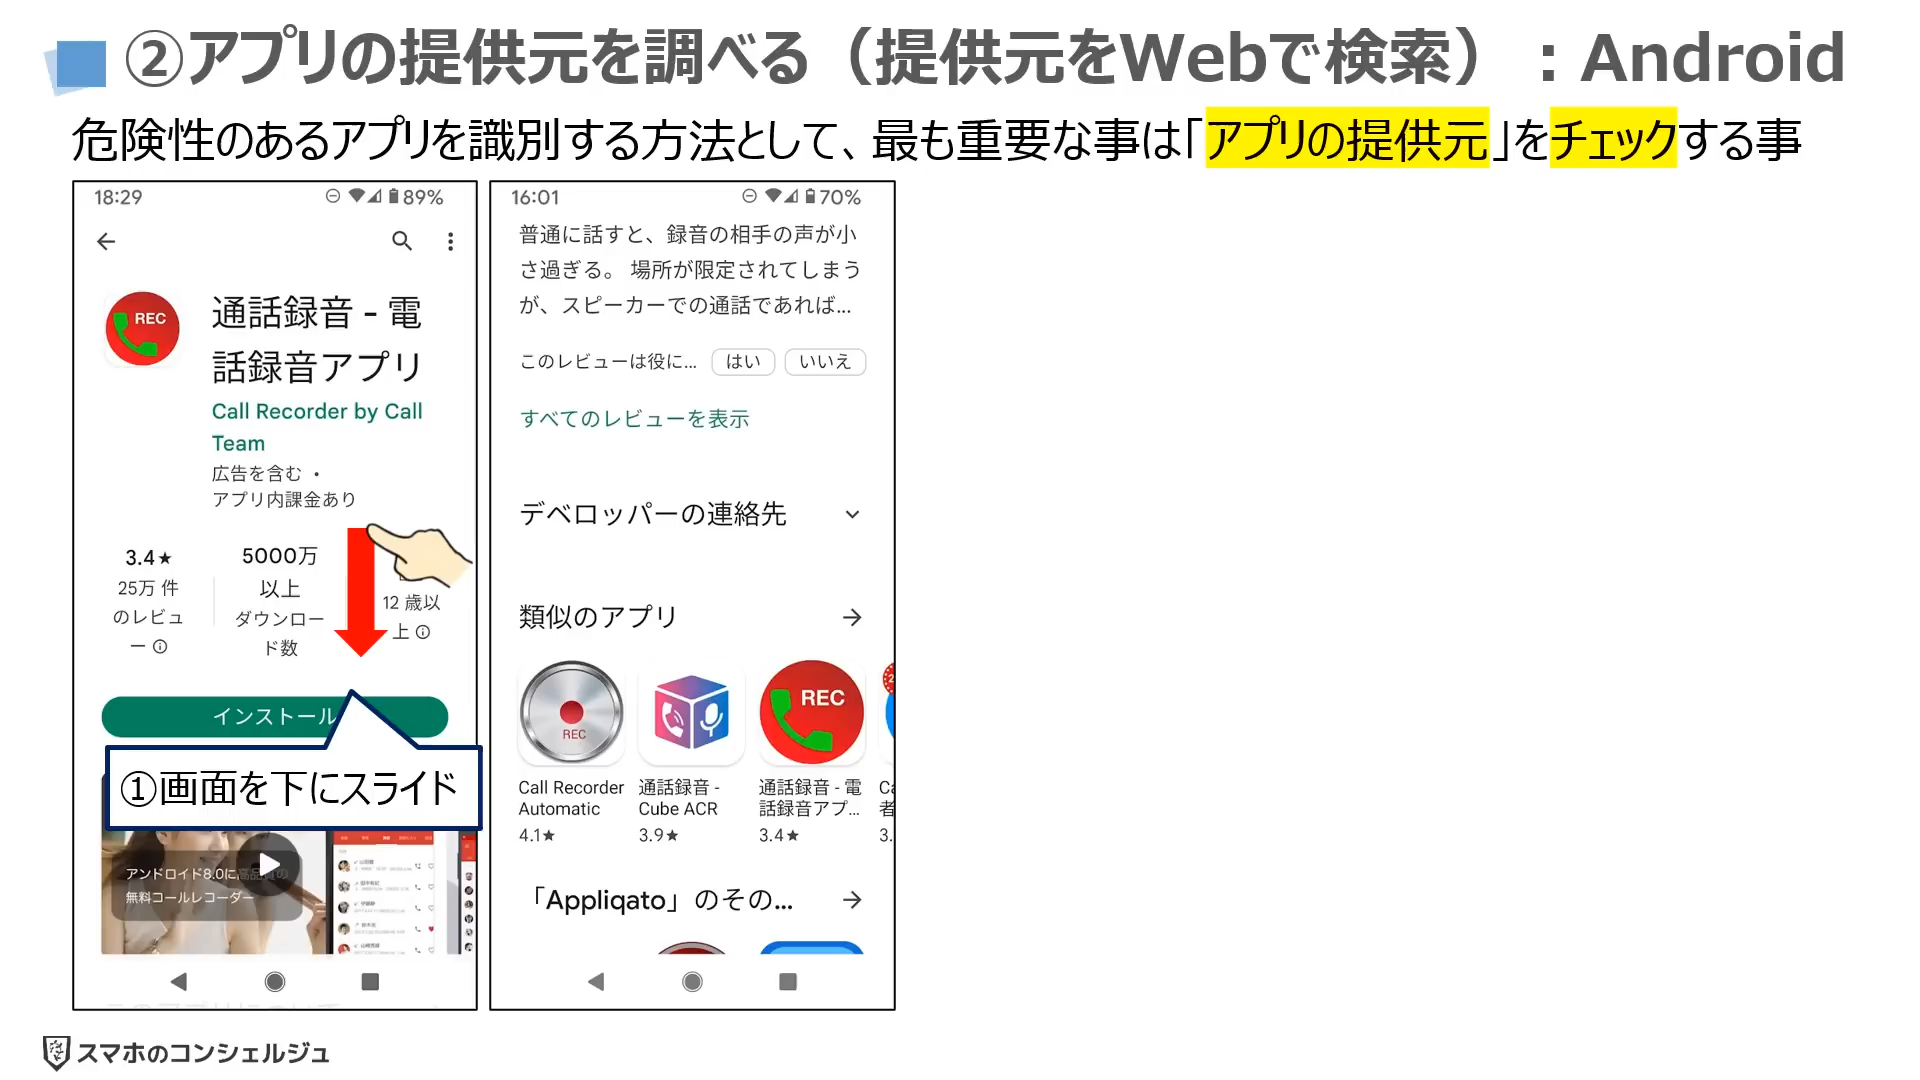 ②アプリの提供元を調べる（提供元をWebで検索）：Android
危険性のあるアプリを識別する方法として、最も重要な事は「アプリの提供元」をチェックする事
18:29
89%
通話録音 - 電
話録音アプリ
Call Recorder by Call
Team
広告を含む・
アプリ内課金あり
3.4★
25万 件
のレビュ
ー
5000万
以上
ダウンロー
ド数
12 歳以
上
インストール
①画面を下にスライド
アンドロイド8.0に高品質の
無料コールレコーダー
16:01
70%
普通に話すと、録音の相手の声が小
さ過ぎる。 場所が限定されてしまう
が、スピーカーでの通話であれば...
このレビューは役に...
はい
いいえ
すべてのレビューを表示
デベロッパーの連絡先
類似のアプリ
REC
REC
REC
Call Recorder
Automatic
4.1★
通話録音 -
Cube ACR
3.9★
通話録音 - 電
話録音アプ...
3.4★
Ca
者
3.
「Appliqato」のその...
スマホのコンシェルジュ